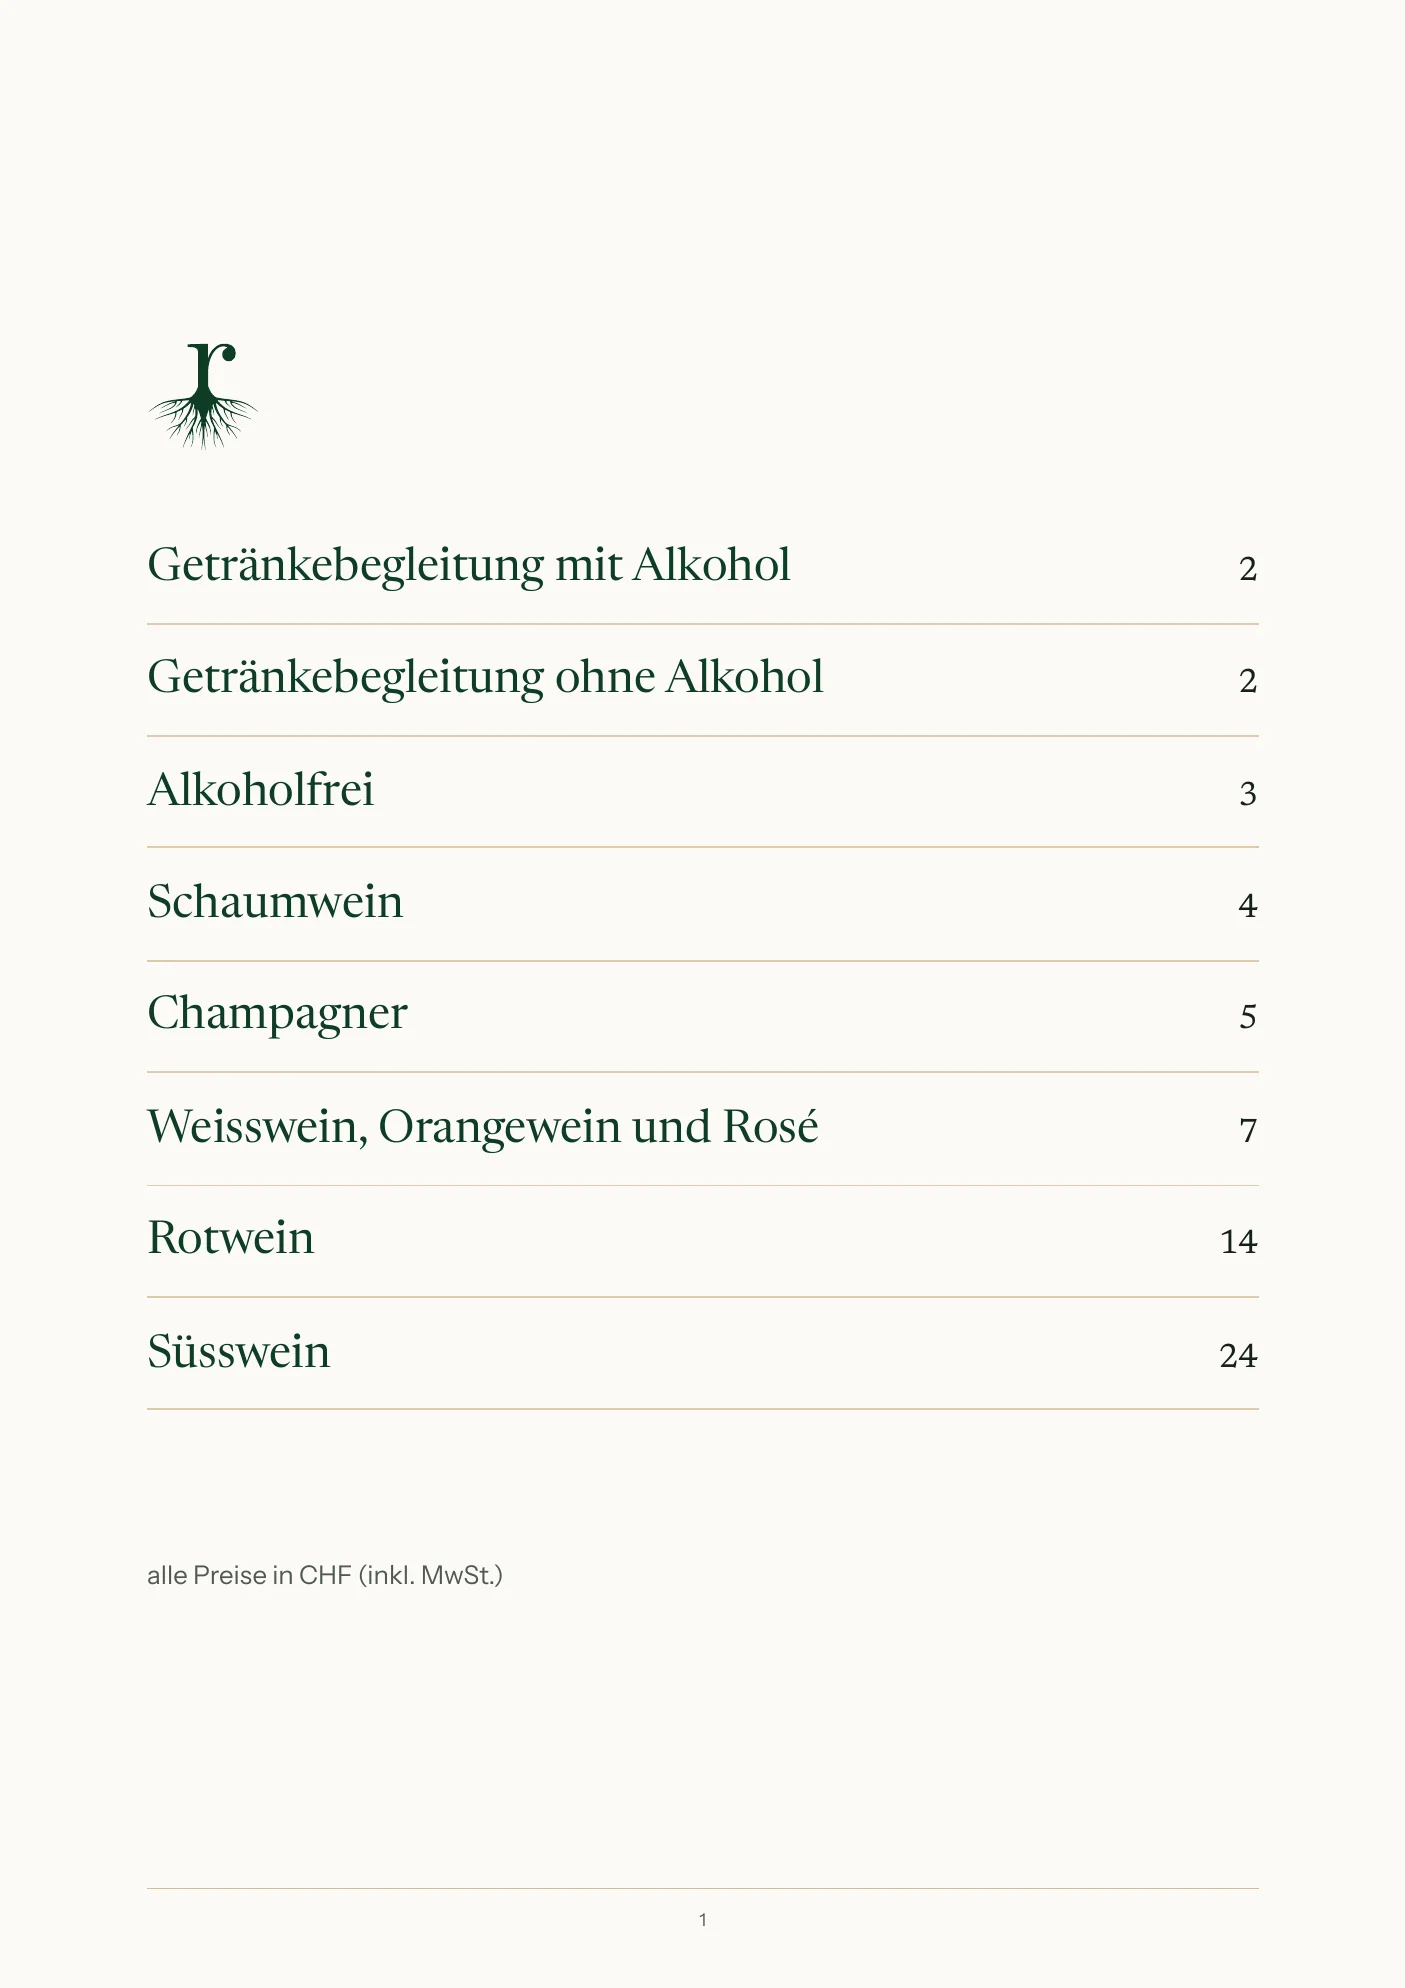 r
Getränkebegleitung mit Alkohol 2
Getränkebegleitung ohne Alkohol 2
Alkoholfrei 3
Schaumwein 4
Champagner 5
Weisswein, Orangewein und Rosé 7
Rotwein 14
Süsswein 24
alle Preise in CHF (inkl. MwSt.)
1